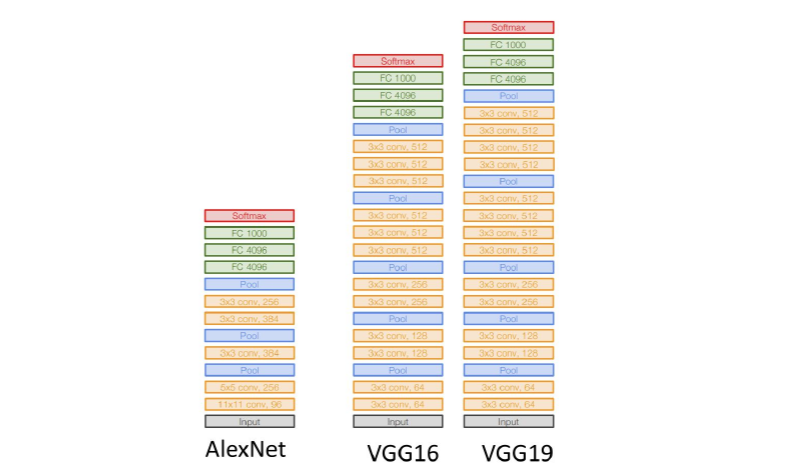 Softmax
FC 1000
FC 4096
FC 4096
Pool
3x3 conv, 256
3x3 conv, 384
Pool
3x3 conv, 384
Pool
5x5 conv, 256
11x11 conv, 96
Input
AlexNet
Softmax
FC 1000
FC 4096
FC 4096
Pool
3x3 conv, 512
3x3 conv, 512
3x3 conv, 512
Pool
3x3 conv, 512
3x3 conv, 512
3x3 conv, 512
Pool
3x3 conv, 256
3x3 conv, 256
Pool
3x3 conv, 128
3x3 conv, 128
Pool
3x3 conv, 64
3x3 conv, 64
Input
VGG16
Softmax
FC 1000
FC 4096
FC 4096
Pool
3x3 conv, 512
3x3 conv, 512
3x3 conv, 512
3x3 conv, 512
Pool
3x3 conv, 512
3x3 conv, 512
3x3 conv, 512
3x3 conv, 512
Pool
3x3 conv, 256
3x3 conv, 256
Pool
3x3 conv, 128
3x3 conv, 128
Pool
3x3 conv, 64
3x3 conv, 64
Input
VGG19